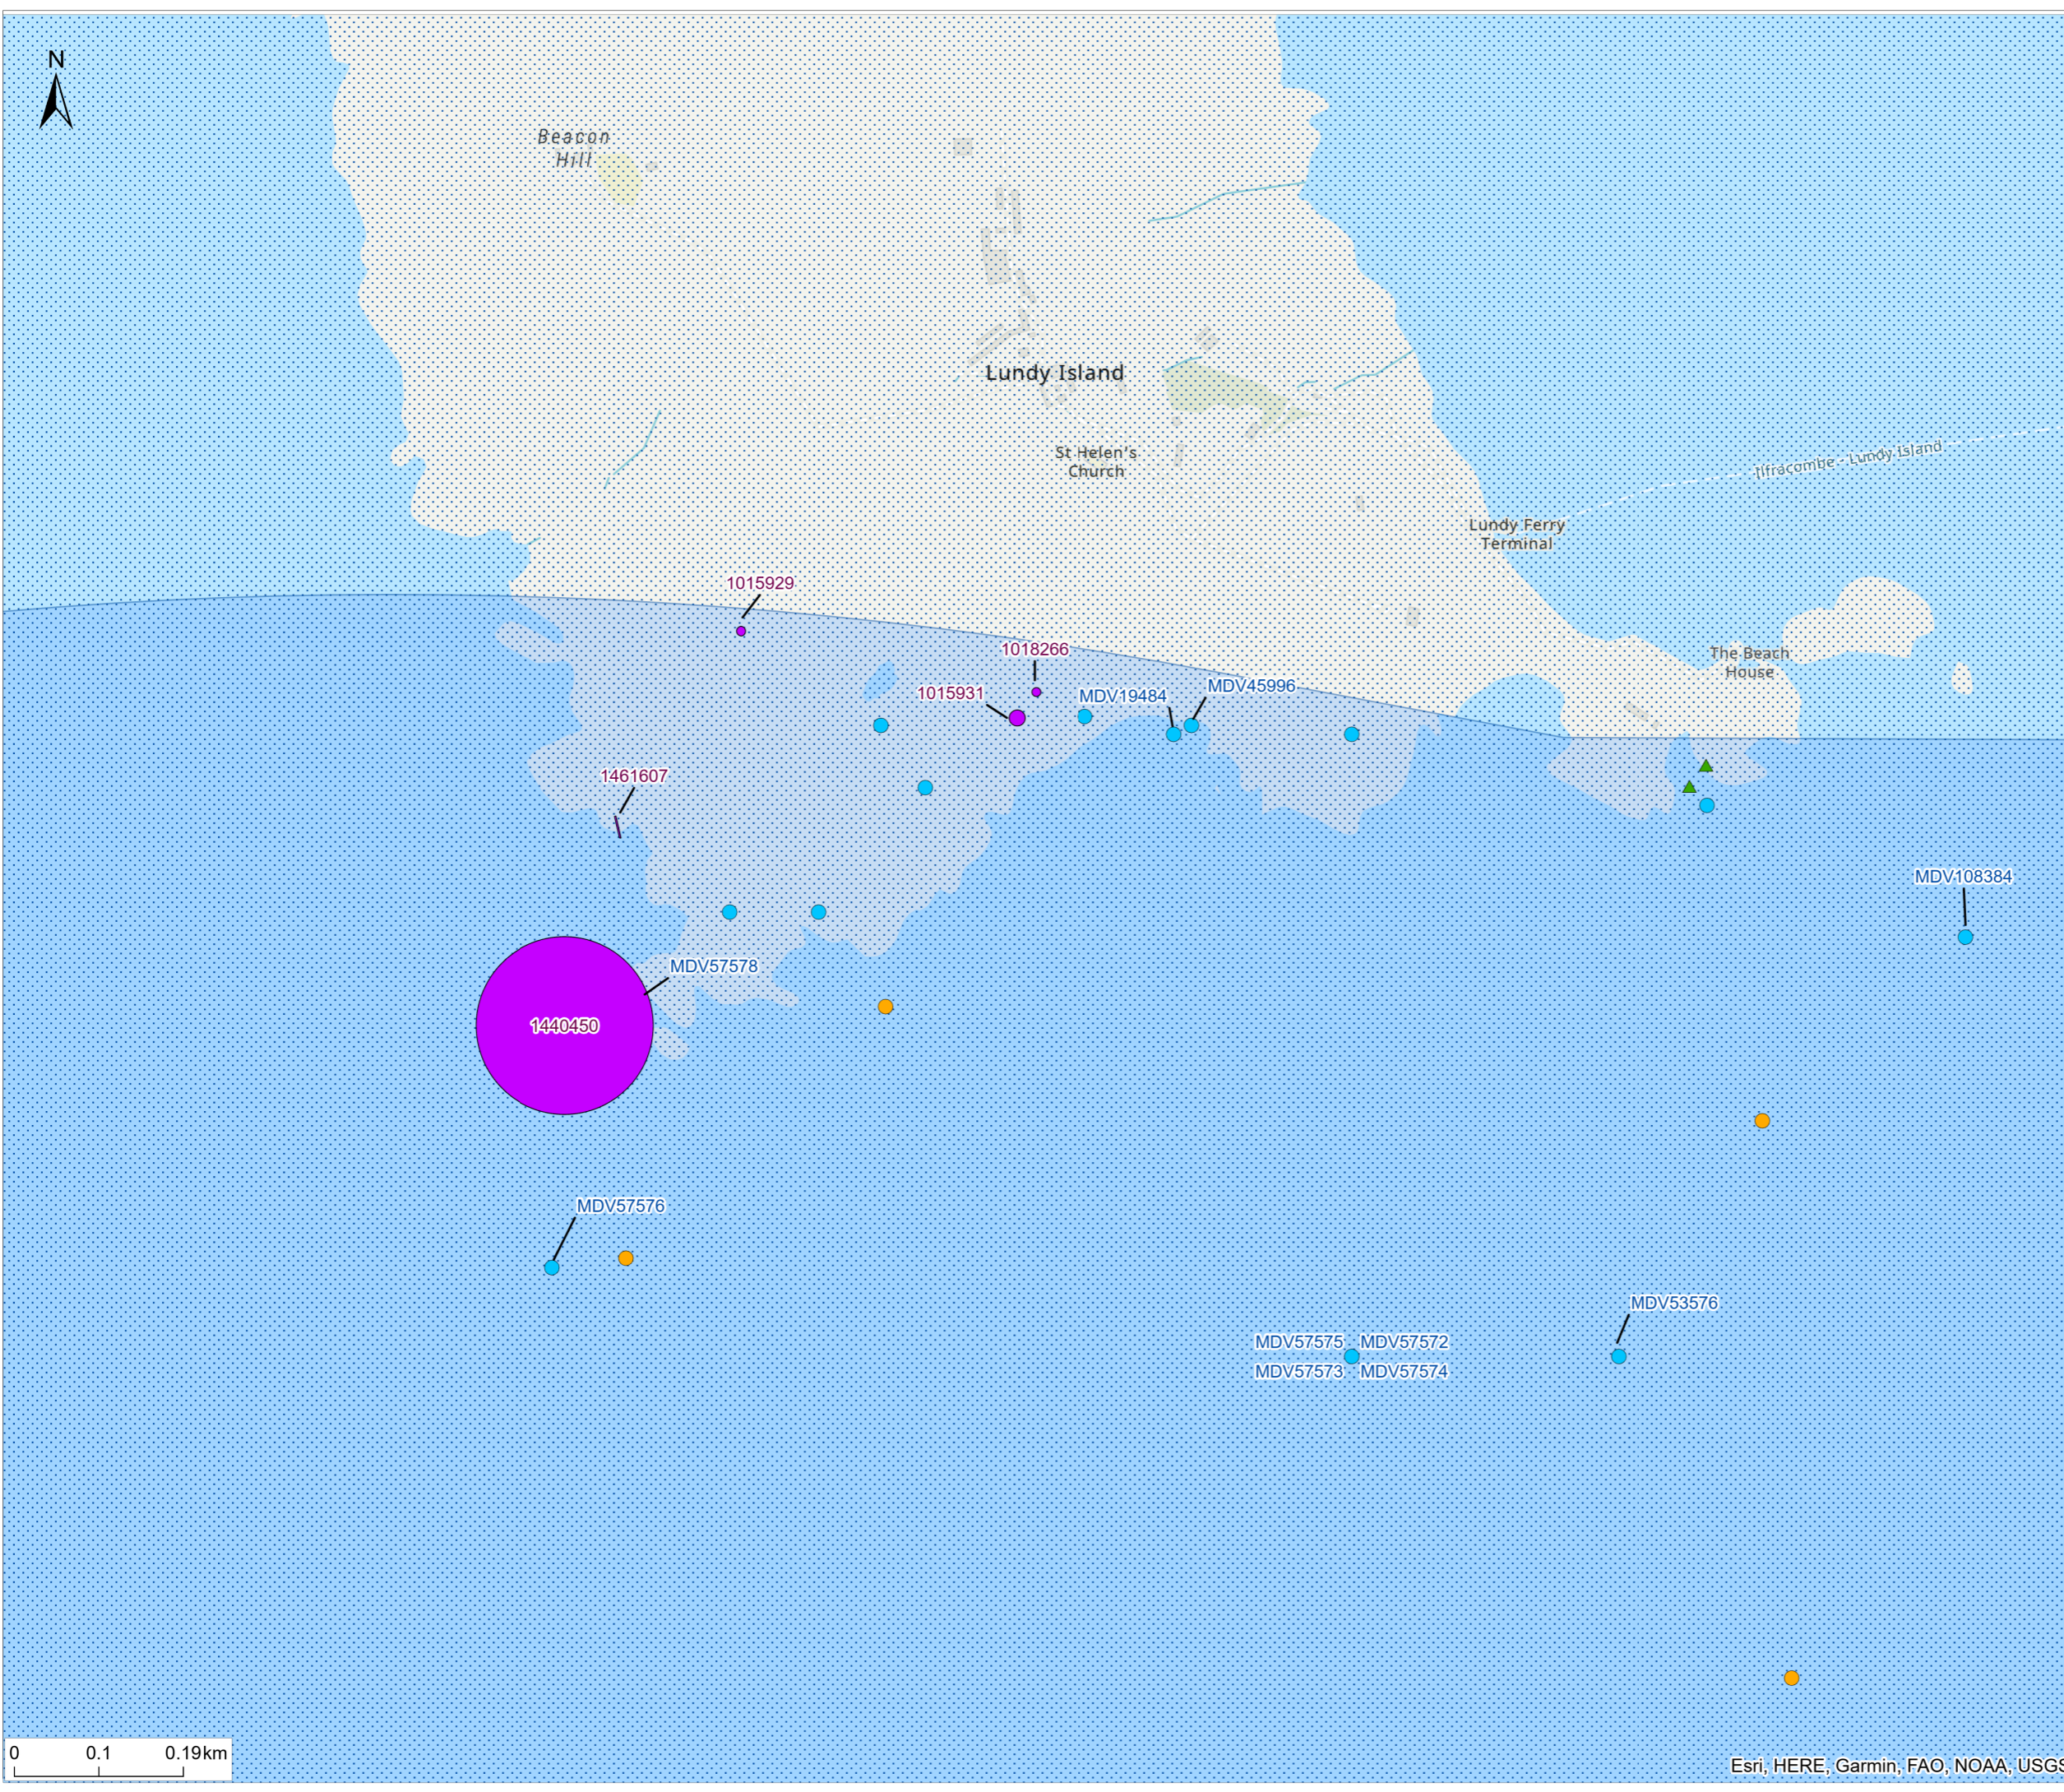 N
Beacon
Hill
Lundy Island
St Helen's
Church
Ilfracombe - Lundy Island
Lundy Ferry
Terminal
1015929
1018266
The Beach
House
1015931
MDV19484
MDV45996
1461607
MDV108384
MDV57578
1440450
MDV57576
MDV53576
MDV57575 MDV57572
MDV57573 MDV57574
0 0.1 0.19km
Esri, HERE, Garmin, FAO, NOAA, USGS